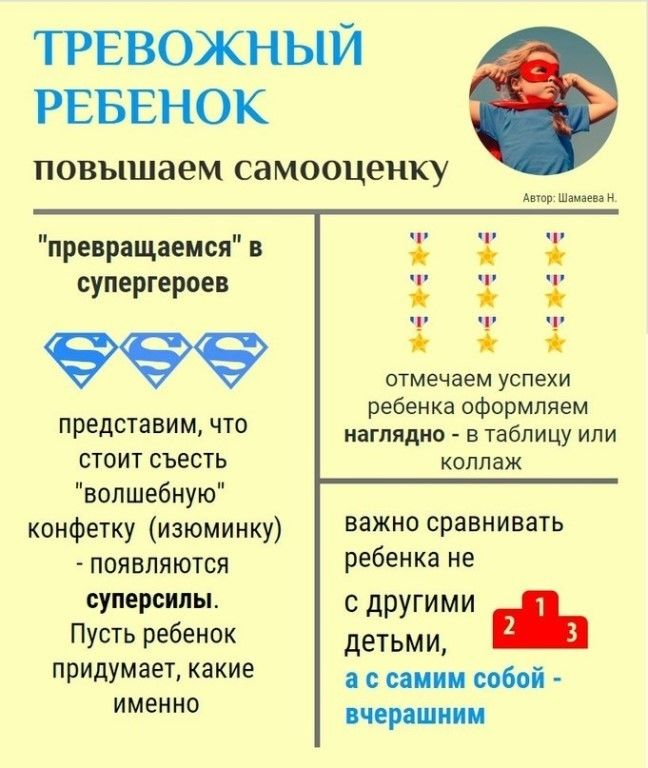 ТРЕВОЖНЫЙ
РЕБЕНОК
повышаем самооценку
Автор: Шамаева Н.
"превращаемся" в
супергероев
S S S
представим, что
стоит съесть
"волшебную"
конфетку (изюминку)
- появляются
суперсилы.
Пусть ребенок
придумает, какие
именно
отмечаем успехи
ребенка оформляем
наглядно - в таблицу или
коллаж
важно сравнивать
ребенка не
с другими
детьми,
2 1 3
а с самим собой -
вчерашним